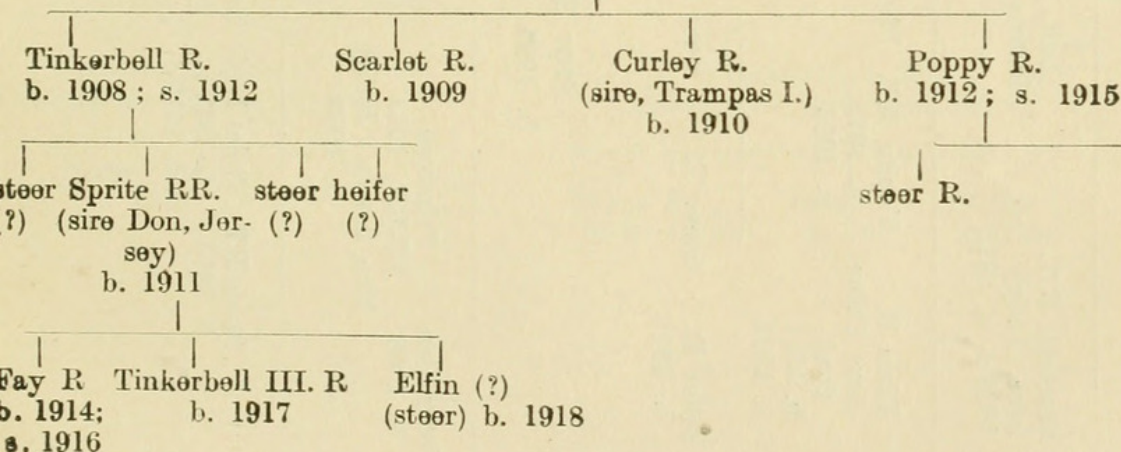 Tinkerbell R. Scarlet R. Curley R. Poppy R.
b. 1908 ; s. 1912 b. 1909 (sire, Trampas I.) b. 1912 ; s. 1915
b. 1910
steer Sprite RR. steer heifer steer R.
?) (sire Don, Jer- (?) (?)
sey)
b. 1911
Fay R Tinkerbell III. R Elfin (?)
b. 1914; b. 1917 (steer) b. 1918
s. 1916